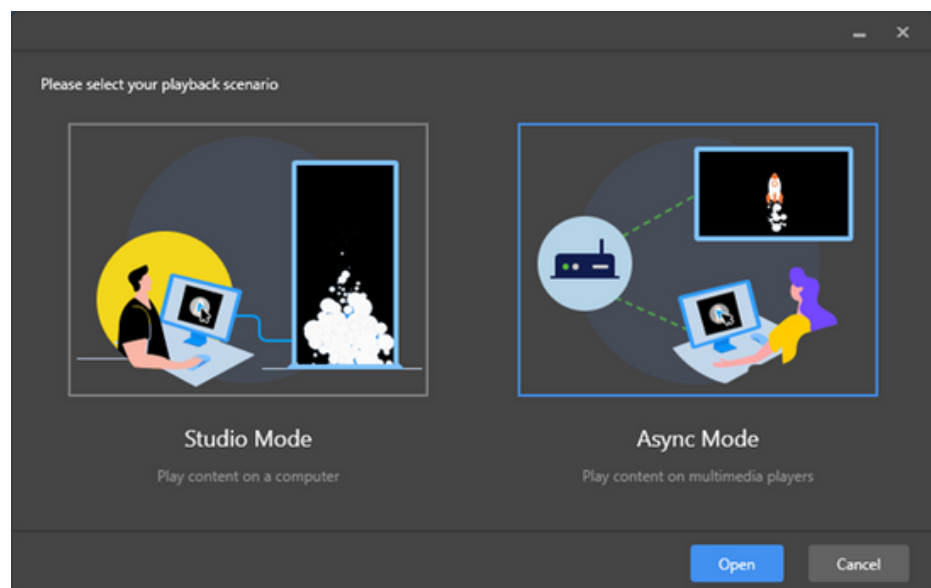 Please select your playback scenario
Studio Mode
Async Mode
Play content on a computer
Play content on multimedia players
Open
Cancel